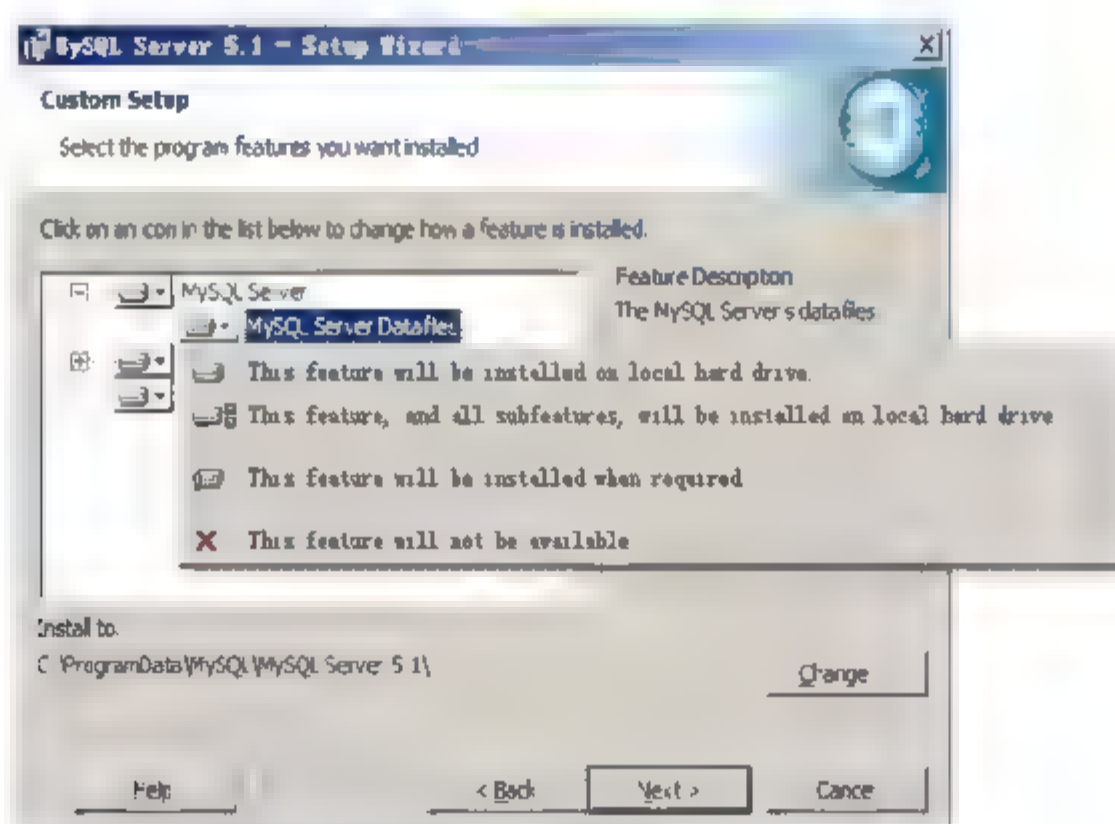 MySQL Server 5.1 - Setup Wizard
Custom Setup
Select the program features you want installed
Click on an icon in the list below to change how a feature is installed.
MySQL Server
MySQL Server Datafiles
Feature Description
The MySQL Server's datafiles
This feature will be installed on local hard drive.
This feature, and all subfeatures, will be installed on local hard drive
This feature will be installed when required
This feature will not be available
Install to:
C:\ProgramData\MySQL\MySQL Server 5.1\
Change
Help
< Back
Next >
Cancel